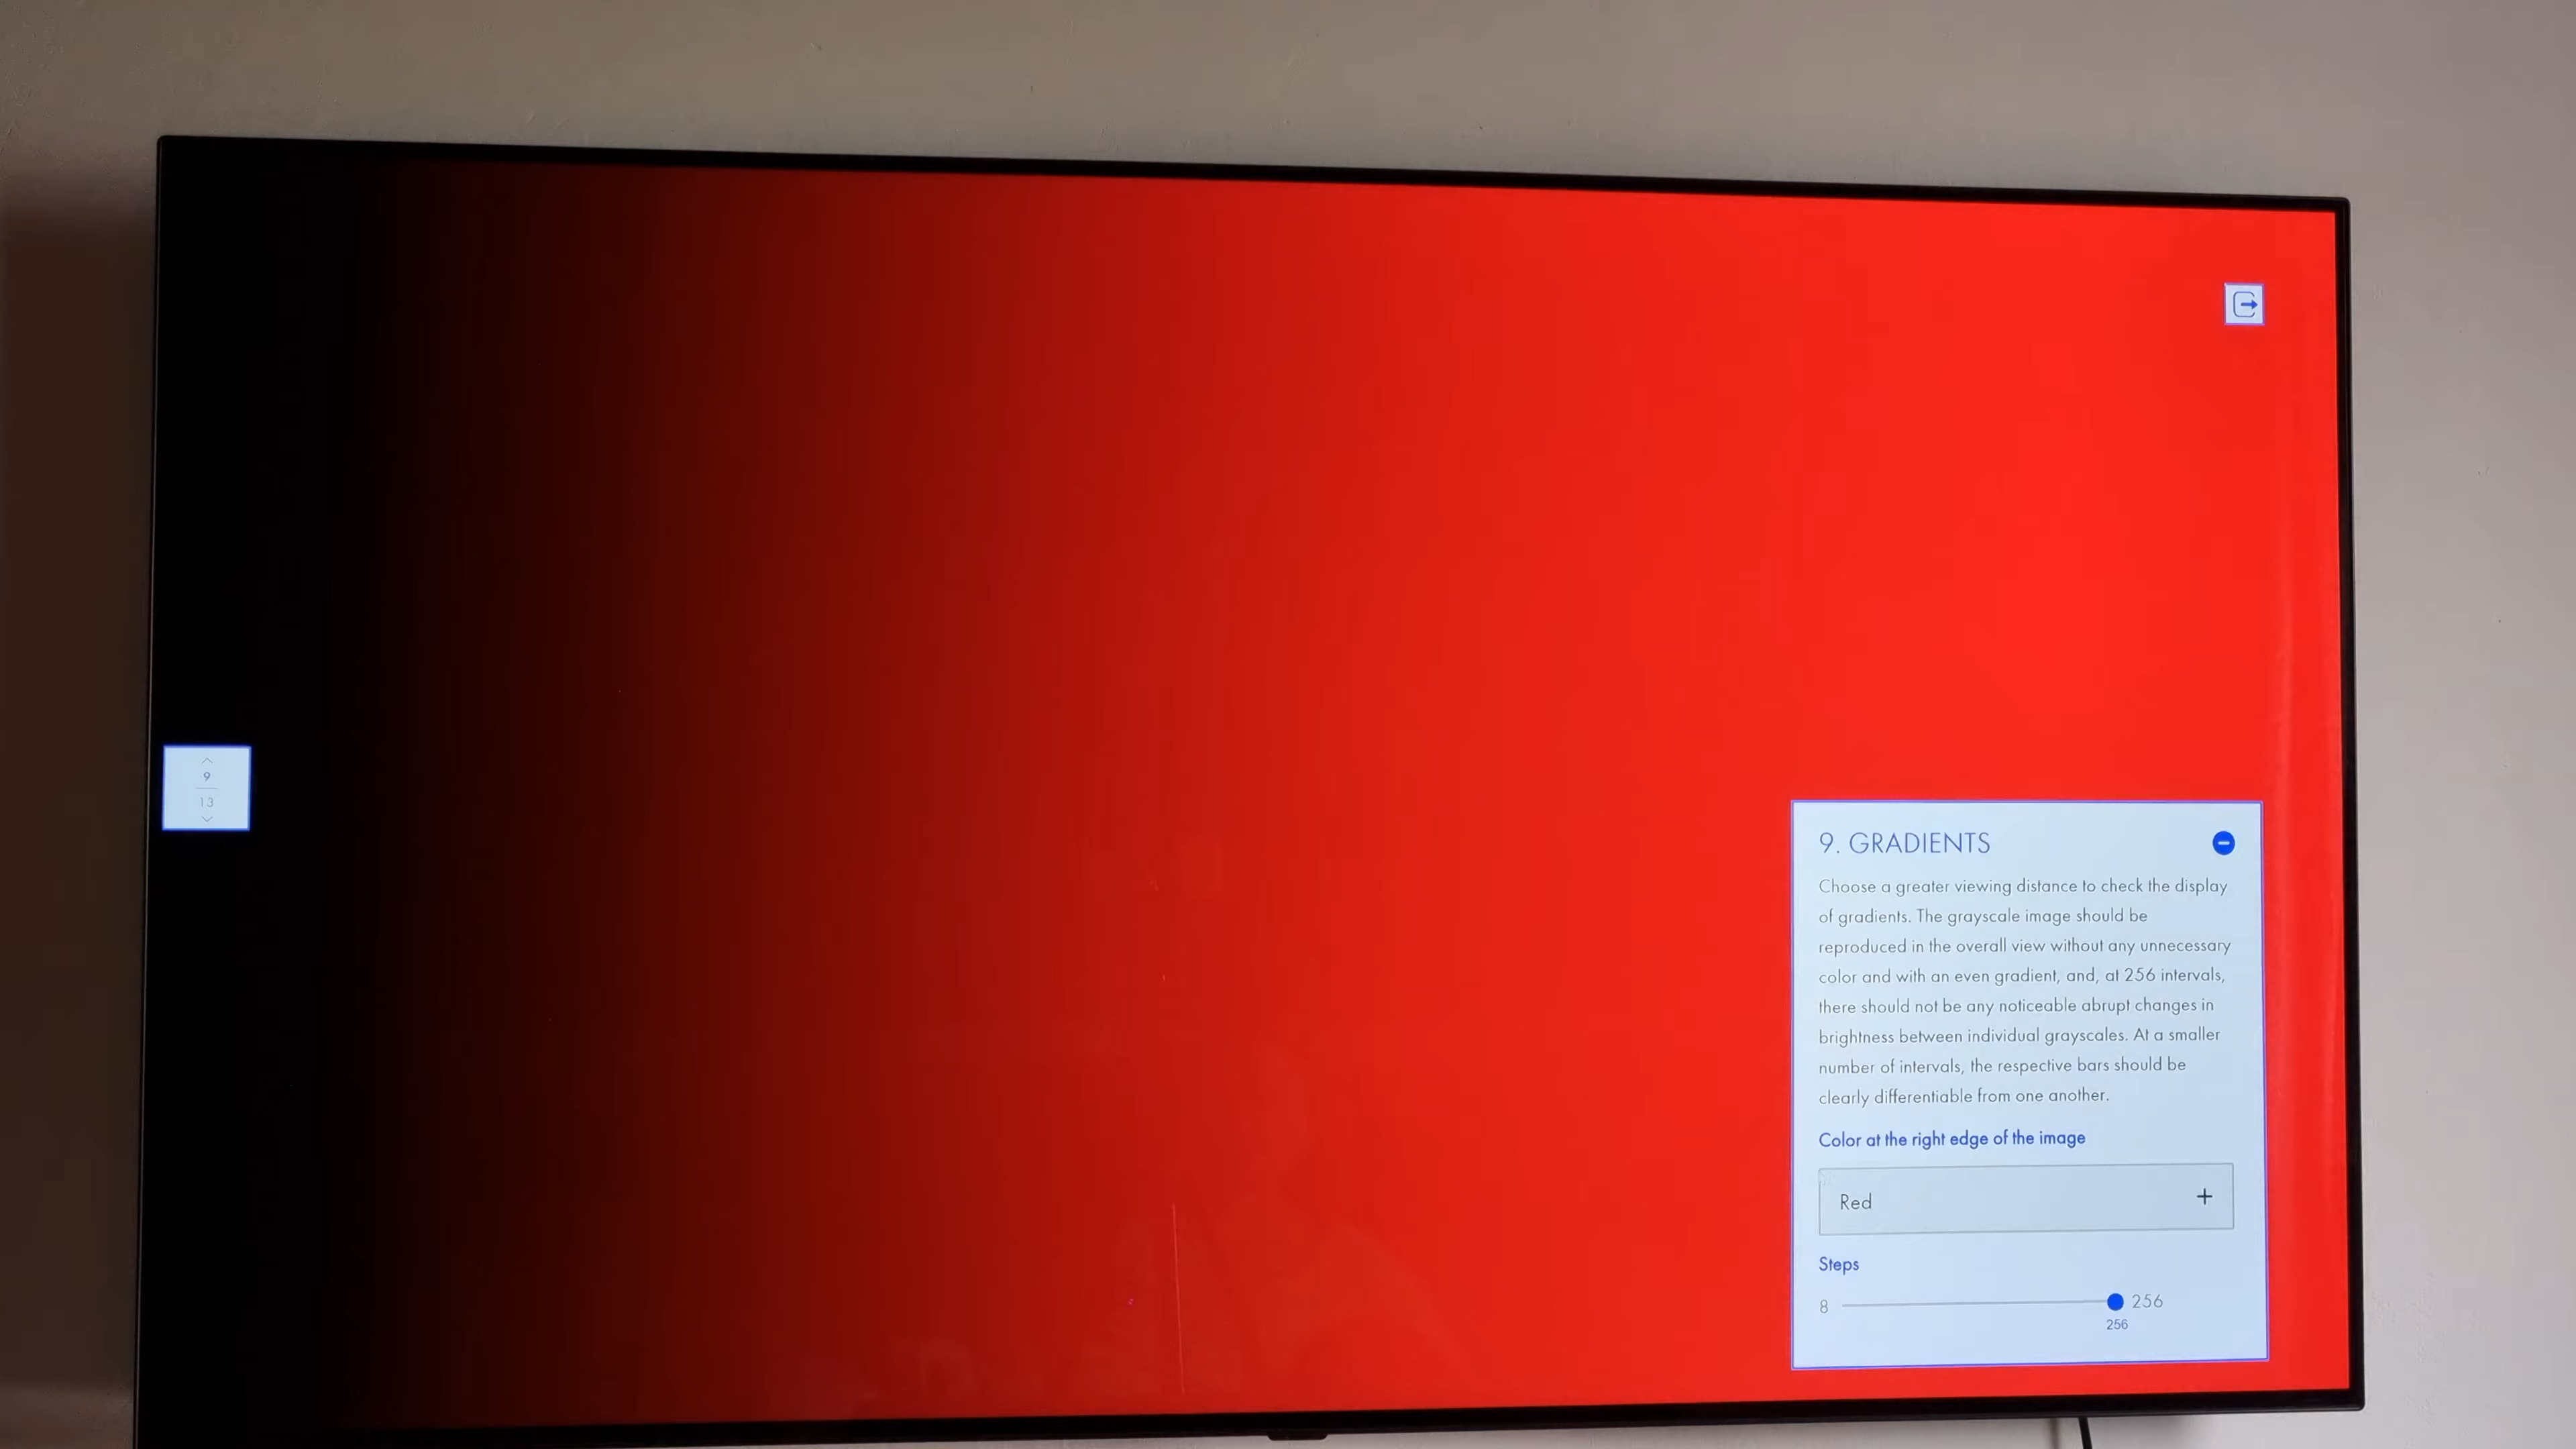 9
13
9. GRADIENTS
Choose a greater viewing distance to check the display
of gradients. The grayscale image should be
reproduced in the overall view without any unnecessary
color and with an even gradient, and, at 256 intervals,
there should not be any noticeable abrupt changes in
brightness between individual grayscales. At a smaller
number of intervals, the respective bars should be
clearly differentiable from one another.
Color at the right edge of the image
Red +
Steps
8 256
256